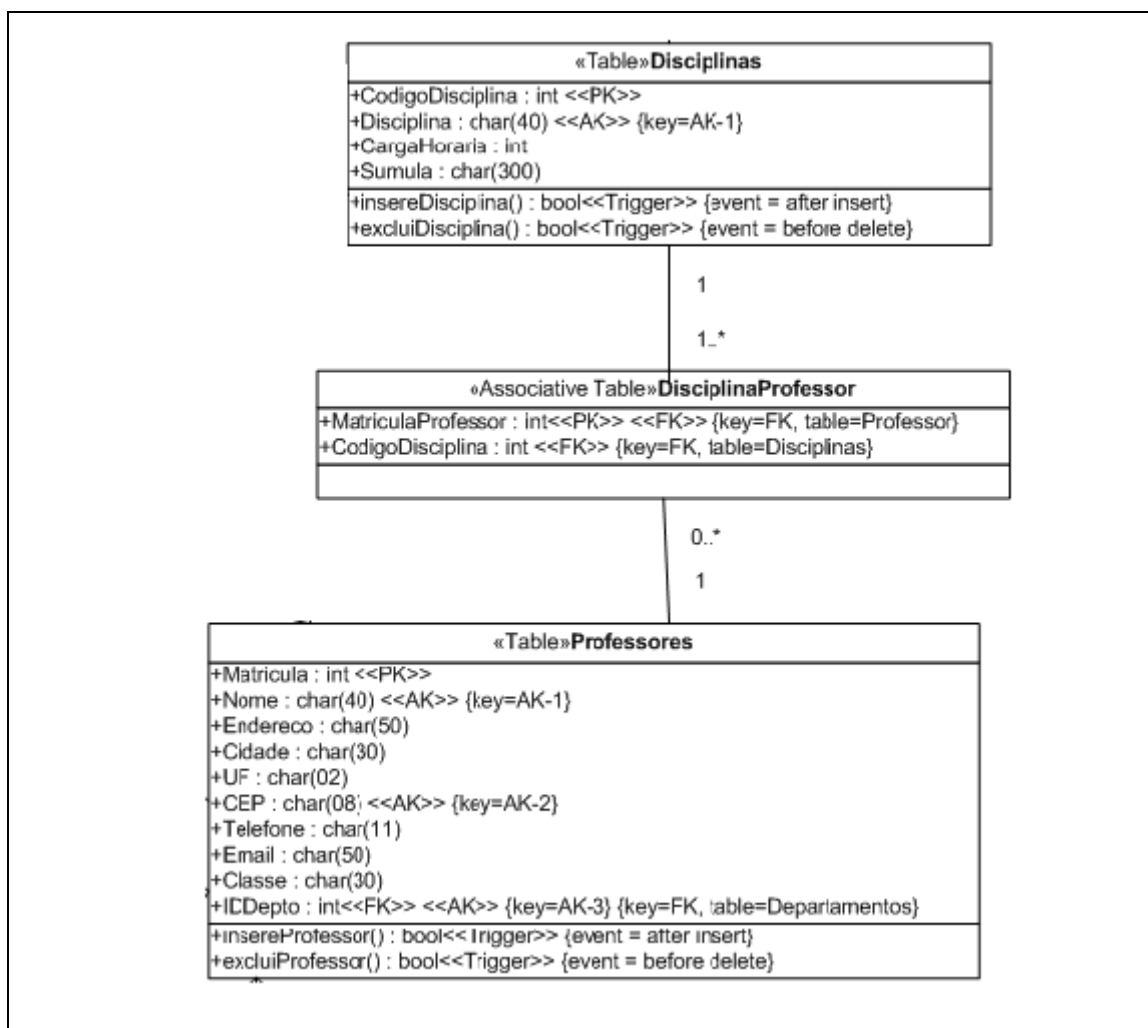 «Table»Disciplinas
+CodigoDisciplina : int <<PK>>
+Disciplina : char(40) <<AK>> {key=AK-1}
+CargaHoraria : int
+Sumula : char(300)
+insereDisciplina() : bool<<Trigger>> {event = after insert}
+excluiDisciplina() : bool<<Trigger>> {event = before delete}
1
1..*
«Associative Table»DisciplinaProfessor
+MatriculaProfessor : int<<PK>> <<FK>> {key=FK, table=Professor}
+CodigoDisciplina : int <<FK>> {key=FK, table=Disciplinas}
0..*
1
«Table»Professores
+Matricula : int <<PK>>
+Nome : char(40) <<AK>> {key=AK-1}
+Endereco : char(50)
+Cidade : char(30)
+UF : char(02)
+CEP : char(08) <<AK>> {key=AK-2}
+Telefone : char(11)
+Email : char(50)
+Classe : char(30)
+IDDepto : int<<FK>> <<AK>> {key=AK-3} {key=FK, table=Departamentos}
+insereProfessor() : bool<<Trigger>> {event = after insert}
+excluiProfessor() : bool<<Trigger>> {event = before delete}